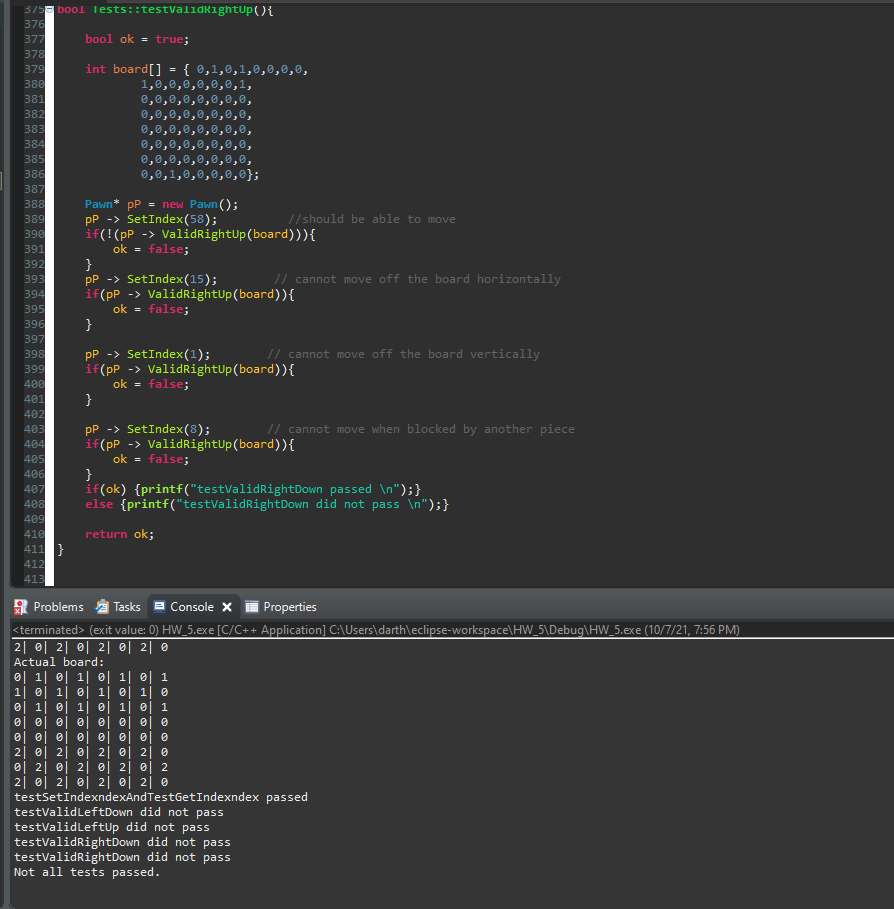 375 bool Tests::testValidRightUp(){
376
377     bool ok = true;
378
379     int board[] = { 0,1,0,1,0,0,0,0,
380             1,0,0,0,0,0,0,1,
381             0,0,0,0,0,0,0,0,
382             0,0,0,0,0,0,0,0,
383             0,0,0,0,0,0,0,0,
384             0,0,0,0,0,0,0,0,
385             0,0,0,0,0,0,0,0,
386             0,0,1,0,0,0,0,0};
387
388     Pawn* pP = new Pawn();
389     pP -> SetIndex(58);          //should be able to move
390     if(!(pP -> ValidRightUp(board))){
391         ok = false;
392     }
393     pP -> SetIndex(15);        // cannot move off the board horizontally
394     if(pP -> ValidRightUp(board)){
395         ok = false;
396     }
397
398     pP -> SetIndex(1);        // cannot move off the board vertically
399     if(pP -> ValidRightUp(board)){
400         ok = false;
401     }
402
403     pP -> SetIndex(8);        // cannot move when blocked by another piece
404     if(pP -> ValidRightUp(board)){
405         ok = false;
406     }
407     if(ok) {printf("testValidRightDown passed \n");}
408     else {printf("testValidRightDown did not pass \n");}
409
410     return ok;
411 }
412
413
Problems Tasks Console Properties
<terminated> (exit value: 0) HW_5.exe [C/C++ Application] C:\Users\darth\eclipse-workspace\HW_5\Debug\HW_5.exe (10/7/21, 7:56 PM)
2| 0| 2| 0| 2| 0| 2| 0
Actual board:
0| 1| 0| 1| 0| 1| 0| 1
1| 0| 1| 0| 1| 0| 1| 0
0| 1| 0| 1| 0| 1| 0| 1
0| 0| 0| 0| 0| 0| 0| 0
0| 0| 0| 0| 0| 0| 0| 0
2| 0| 2| 0| 2| 0| 2| 0
0| 2| 0| 2| 0| 2| 0| 2
2| 0| 2| 0| 2| 0| 2| 0
testSetIndexndexAndTestGetIndexndex passed
testValidLeftDown did not pass
testValidLeftUp did not pass
testValidRightDown did not pass
testValidRightDown did not pass
Not all tests passed.